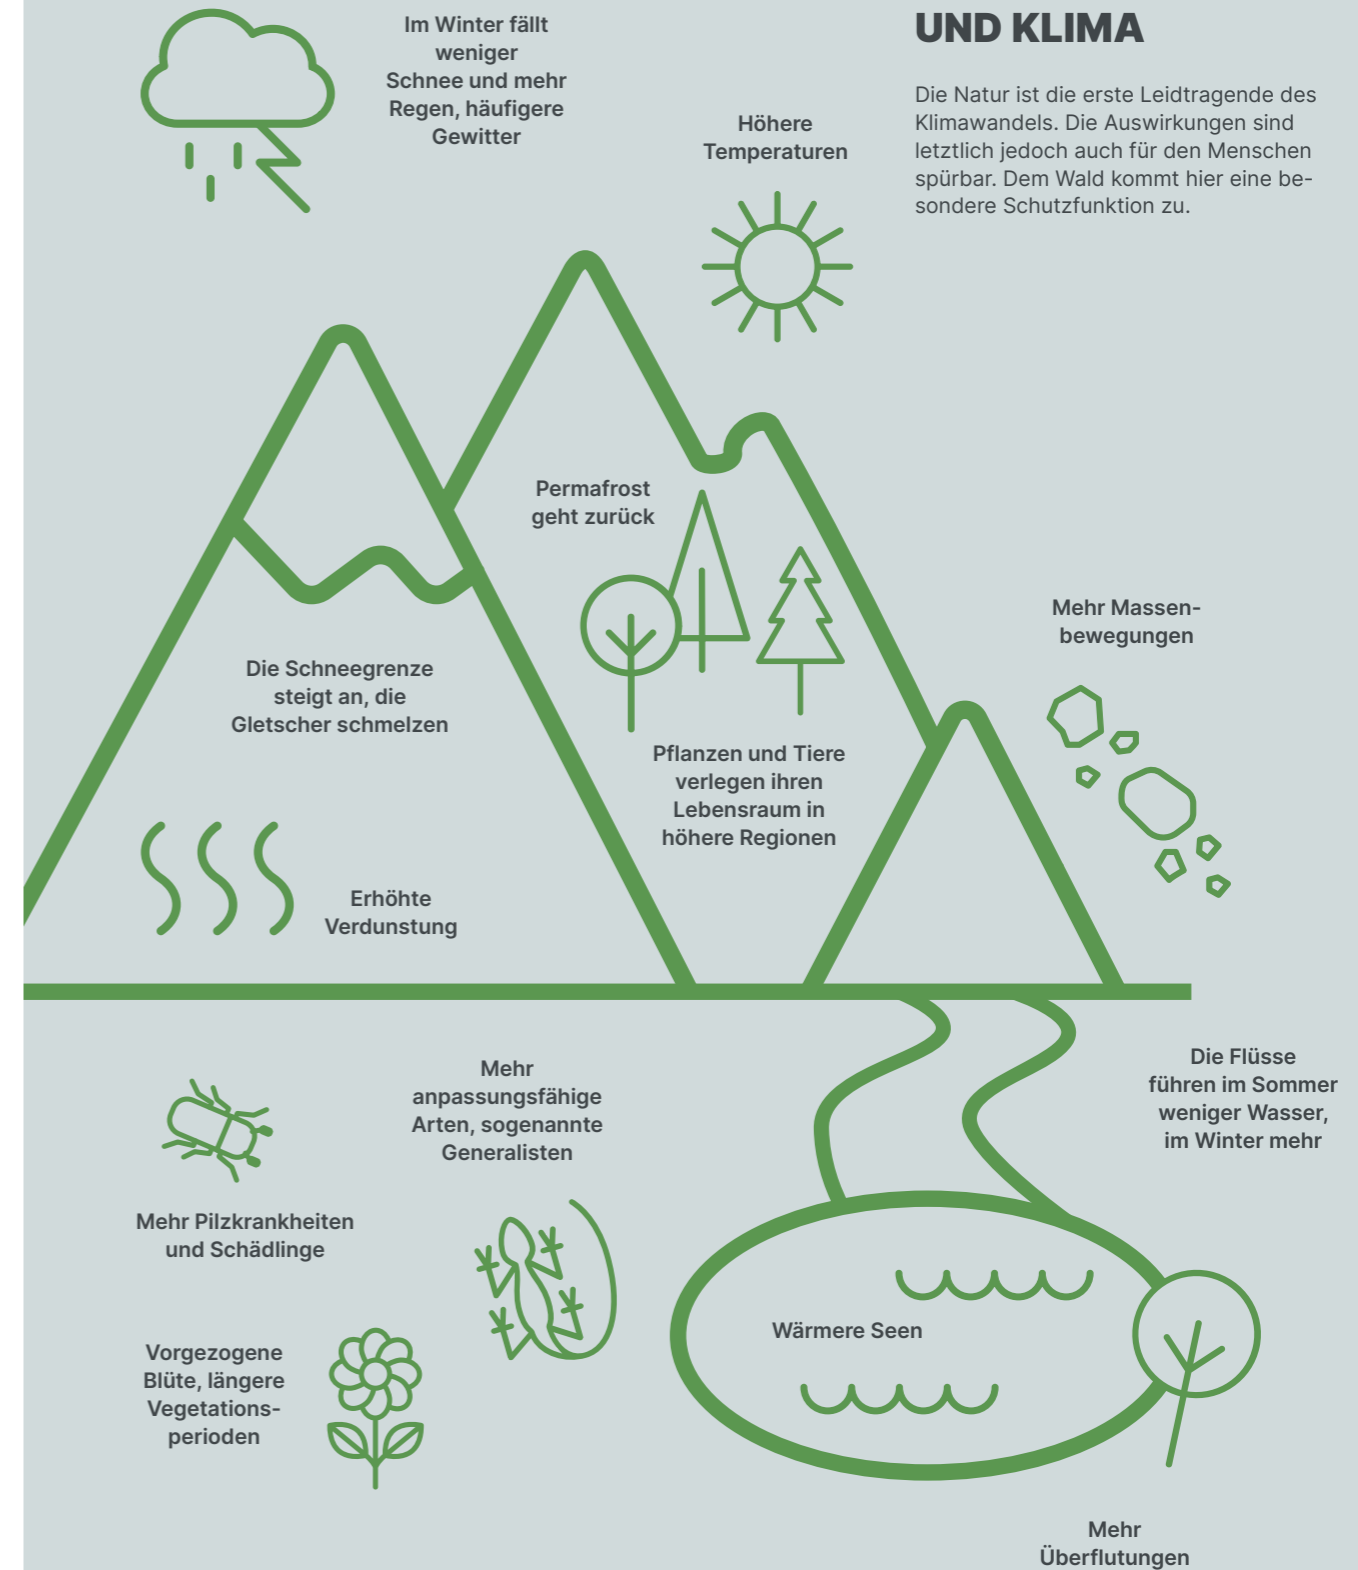 UND KLIMA
Die Natur ist die erste Leidtragende des
Klimawandels. Die Auswirkungen sind
letztlich jedoch auch für den Menschen
spürbar. Dem Wald kommt hier eine be-
sondere Schutzfunktion zu.
Im Winter fällt
weniger
Schnee und mehr
Regen, häufigere
Gewitter
Höhere
Temperaturen
Permafrost
geht zurück
Mehr Massen-
bewegungen
Die Schneegrenze
steigt an, die
Gletscher schmelzen
Pflanzen und Tiere
verlegen ihren
Lebensraum in
höhere Regionen
Erhöhte
Verdunstung
Mehr
anpassungsfähige
Arten, sogenannte
Generalisten
Die Flüsse
führen im Sommer
weniger Wasser,
im Winter mehr
Mehr Pilzkrankheiten
und Schädlinge
Wärmere Seen
Vorgezogene
Blüte, längere
Vegetations-
perioden
Mehr
Überflutungen